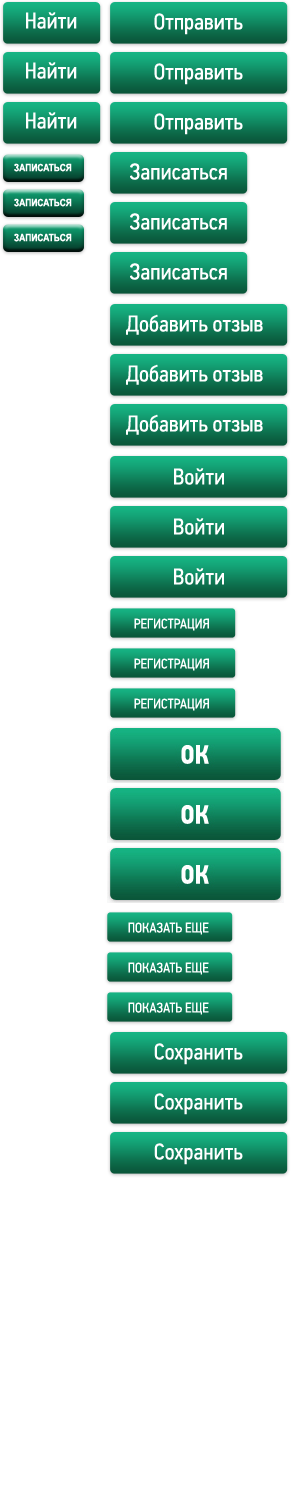 Найти
Отправить
Найти
Отправить
Найти
Отправить
ЗАПИСАТЬСЯ
Записаться
ЗАПИСАТЬСЯ
Записаться
ЗАПИСАТЬСЯ
Записаться
Добавить отзыв
Добавить отзыв
Добавить отзыв
Войти
Войти
Войти
РЕГИСТРАЦИЯ
РЕГИСТРАЦИЯ
РЕГИСТРАЦИЯ
ОК
ОК
ОК
ПОКАЗАТЬ ЕЩЕ
ПОКАЗАТЬ ЕЩЕ
ПОКАЗАТЬ ЕЩЕ
Сохранить
Сохранить
Сохранить